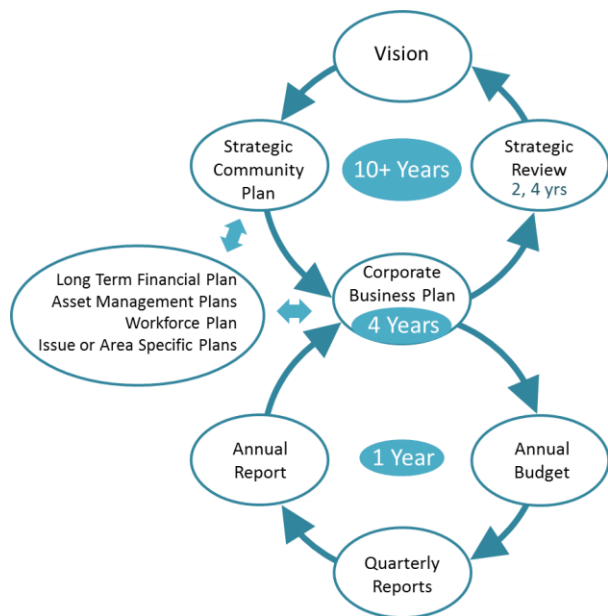 Vision
Strategic
Community
Plan
10+ Years
Strategic
Review
2, 4 yrs
Long Term Financial Plan
Asset Management Plans
Workforce Plan
Issue or Area Specific Plans
Corporate
Business Plan
4 Years
Annual
Report
1 Year
Annual
Budget
Quarterly
Reports